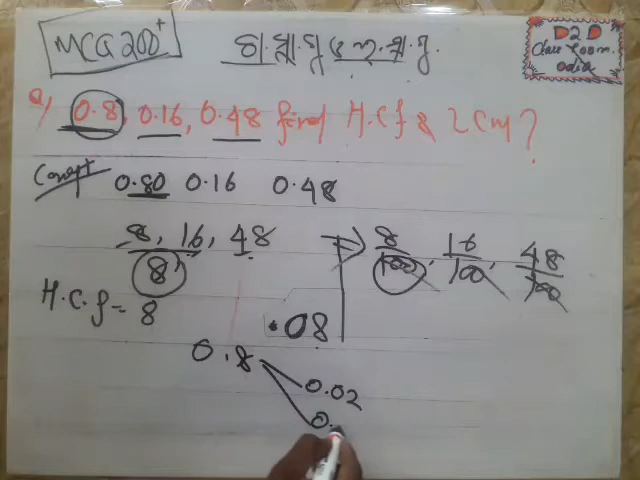 MCQ 200+
D2D
Class Room
Odia
Q, 0.8, 0.16, 0.48 find H.C.f & LCM?
Concept 0.80 0.16 0.48
8, 16, 48 8/100, 16/100, 48/100
8
H.C.f = 8
.08
0.8
0.02
0.